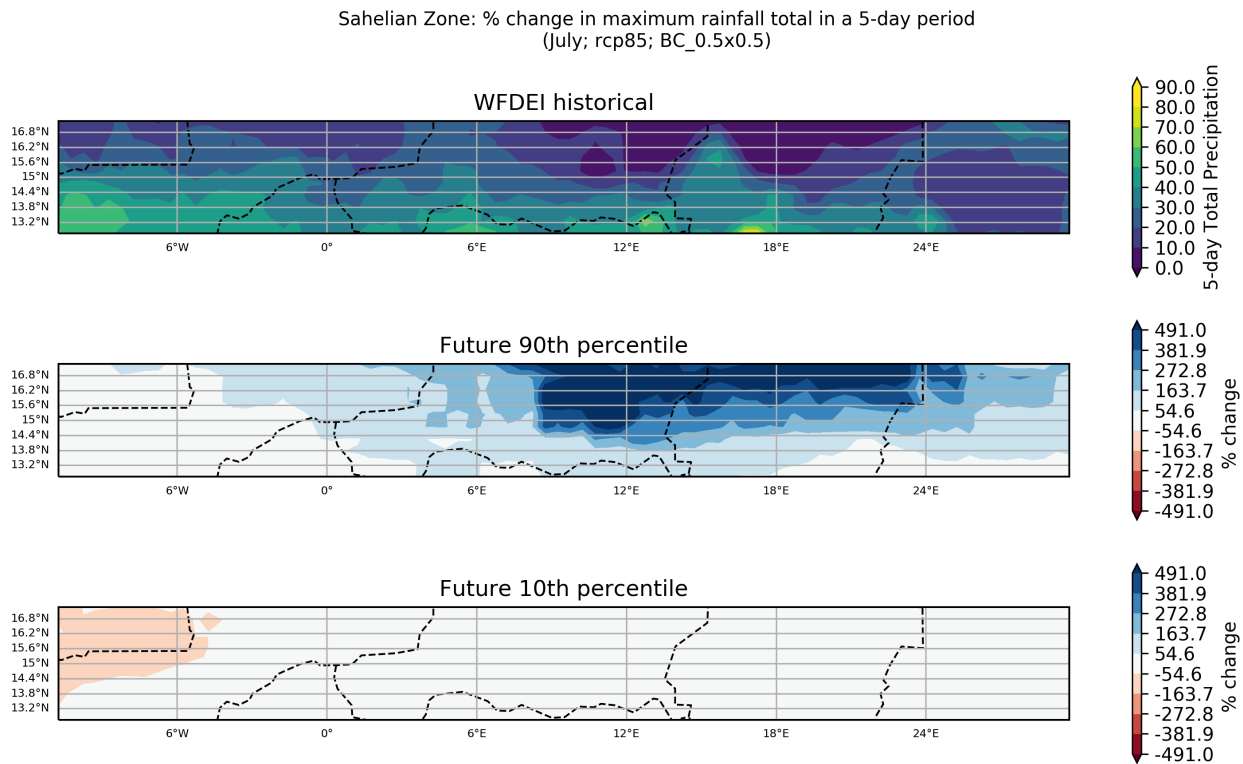 Sahelian Zone: % change in maximum rainfall total in a 5-day period
(July; rcp85; BC_0.5x0.5)
WFDEI historical
16.8°N
16.2°N
15.6°N
15°N
14.4°N
13.8°N
13.2°N
6°W 0° 6°E 12°E 18°E 24°E
90.0
80.0
70.0
60.0
50.0
40.0
30.0
20.0
10.0
0.0
5-day Total Precipitation
Future 90th percentile
16.8°N
16.2°N
15.6°N
15°N
14.4°N
13.8°N
13.2°N
6°W 0° 6°E 12°E 18°E 24°E
491.0
381.9
272.8
163.7
54.6
-54.6
-163.7
-272.8
-381.9
-491.0
% change
Future 10th percentile
16.8°N
16.2°N
15.6°N
15°N
14.4°N
13.8°N
13.2°N
6°W 0° 6°E 12°E 18°E 24°E
491.0
381.9
272.8
163.7
54.6
-54.6
-163.7
-272.8
-381.9
-491.0
% change